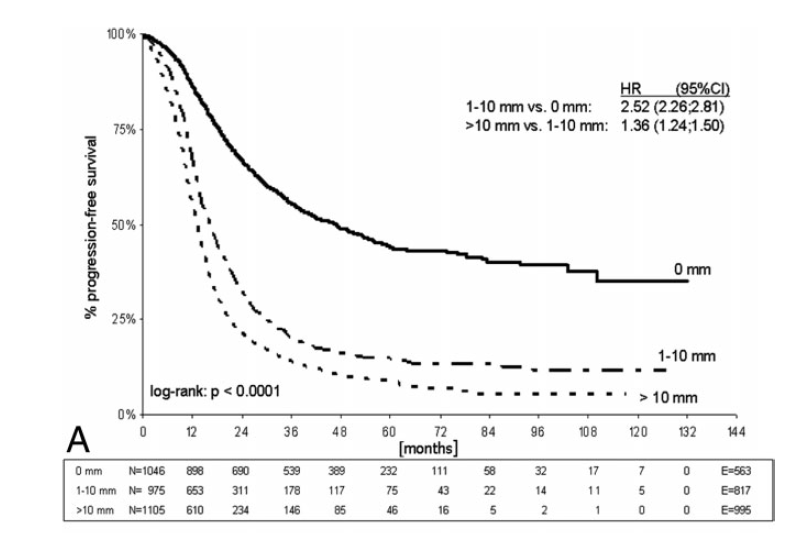 100%
75%
50%
25%
0%
% progression-free survival
HR (95%CI)
1-10 mm vs. 0 mm: 2.52 (2.26;2.81)
>10 mm vs. 1-10 mm: 1.36 (1.24;1.50)
0 mm
1-10 mm
> 10 mm
log-rank: p < 0.0001
0 12 24 36 48 60 72 84 96 108 120 132 144
[months]
A
0 mm N=1046 898 690 539 389 232 111 58 32 17 7 0 E=563
1-10 mm N= 975 653 311 178 117 75 43 22 14 11 5 0 E=817
>10 mm N=1105 610 234 146 85 46 16 5 2 1 0 0 E=995